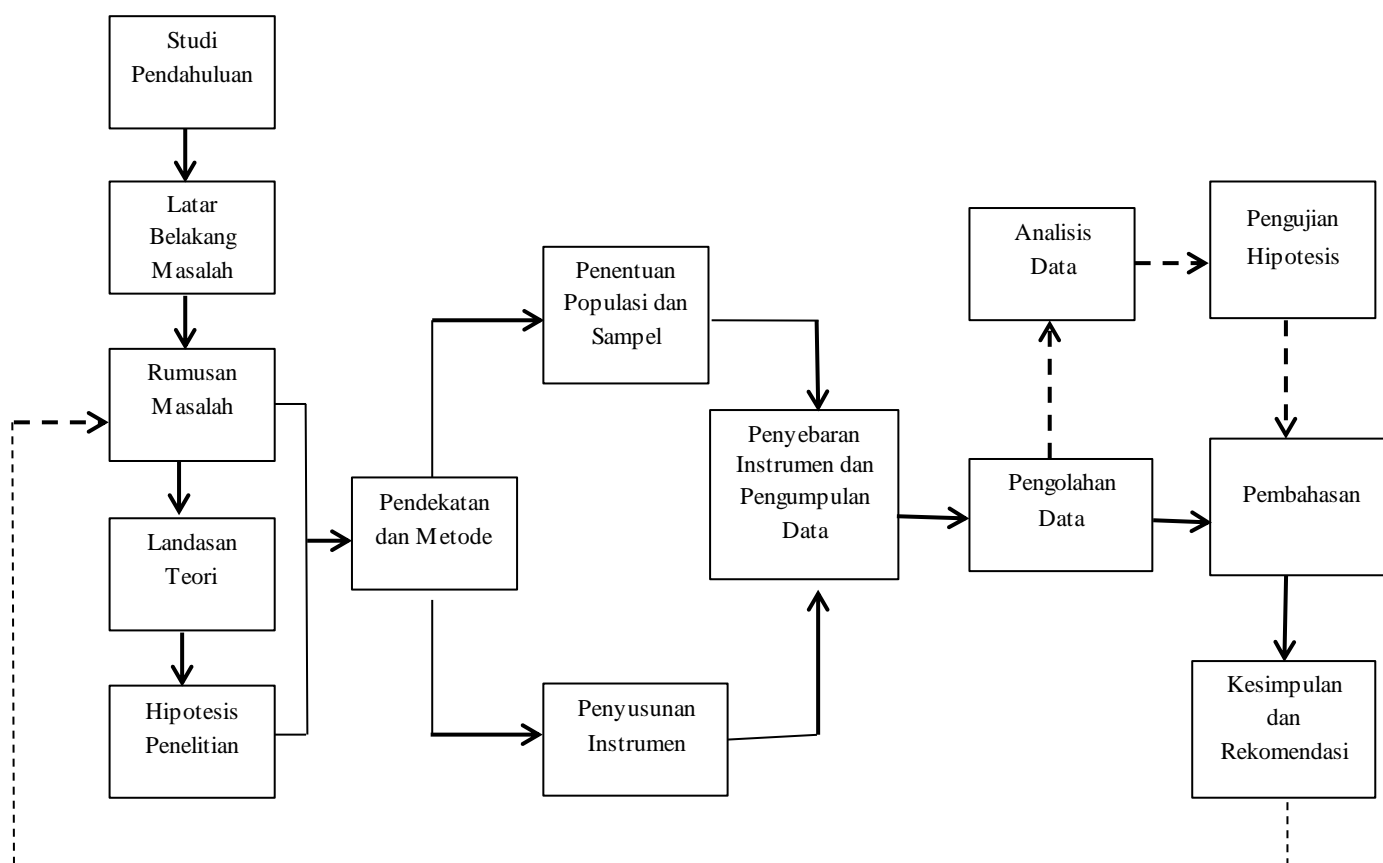 Studi
Pendahuluan
Latar
Belakang
Masalah
Rumusan
Masalah
Landasan
Teori
Hipotesis
Penelitian
Pendekatan
dan Metode
Penentuan
Populasi dan
Sampel
Penyusunan
Instrumen
Penyebaran
Instrumen dan
Pengumpulan
Data
Analisis
Data
Pengolahan
Data
Pengujian
Hipotesis
Pembahasan
Kesimpulan
dan
Rekomendasi